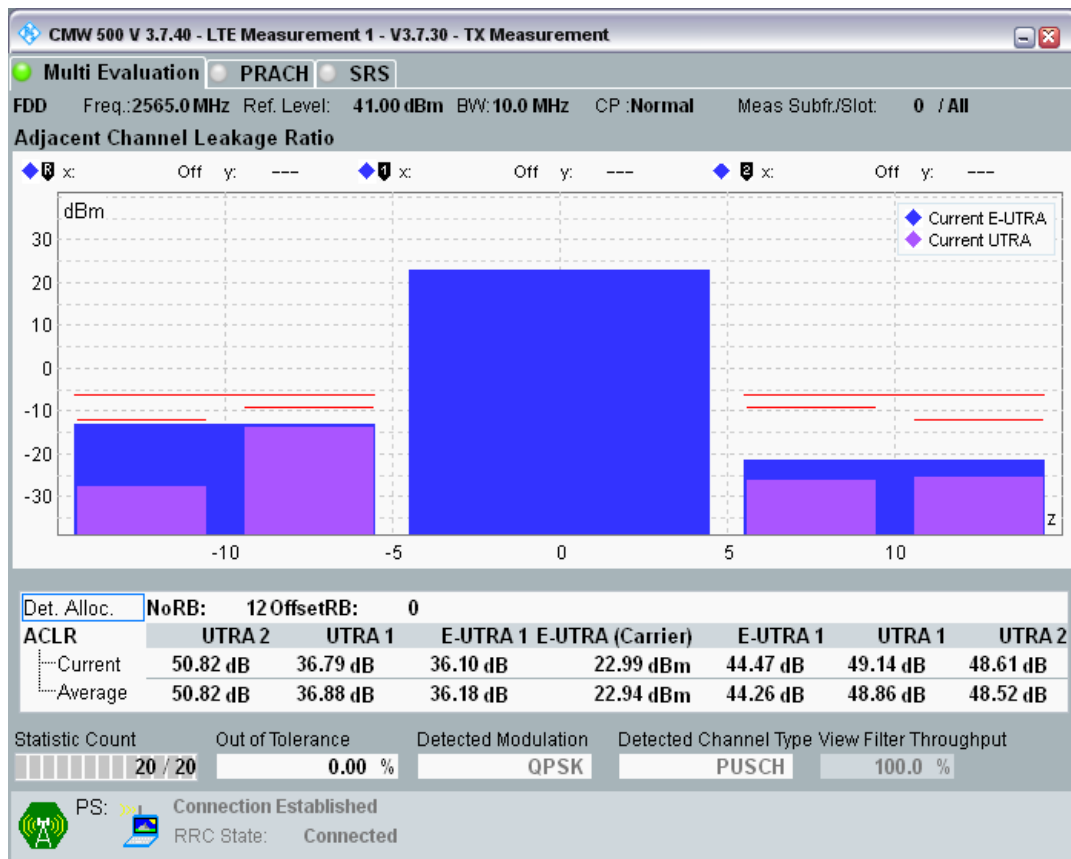 CMW 500 V 3.7.40 - LTE Measurement 1 - V3.7.30 - TX Measurement
Multi Evaluation PRACH SRS
FDD Freq.:2565.0 MHz Ref. Level: 41.00 dBm BW:10.0 MHz CP :Normal Meas Subfr./Slot: 0 / All
Adjacent Channel Leakage Ratio
R x: Off y: --- 1 x: Off y: --- 2 x: Off y: ---
dBm
Current E-UTRA
Current UTRA
30
20
10
0
-10
-20
-30
z
-10 -5 0 5 10
Det. Alloc. NoRB: 12 OffsetRB: 0
ACLR UTRA 2 UTRA 1 E-UTRA 1 E-UTRA (Carrier) E-UTRA 1 UTRA 1 UTRA 2
Current 50.82 dB 36.79 dB 36.10 dB 22.99 dBm 44.47 dB 49.14 dB 48.61 dB
Average 50.82 dB 36.88 dB 36.18 dB 22.94 dBm 44.26 dB 48.86 dB 48.52 dB
Statistic Count Out of Tolerance Detected Modulation Detected Channel Type View Filter Throughput
20 / 20 0.00 % QPSK PUSCH 100.0 %
PS: Connection Established
RRC State: Connected